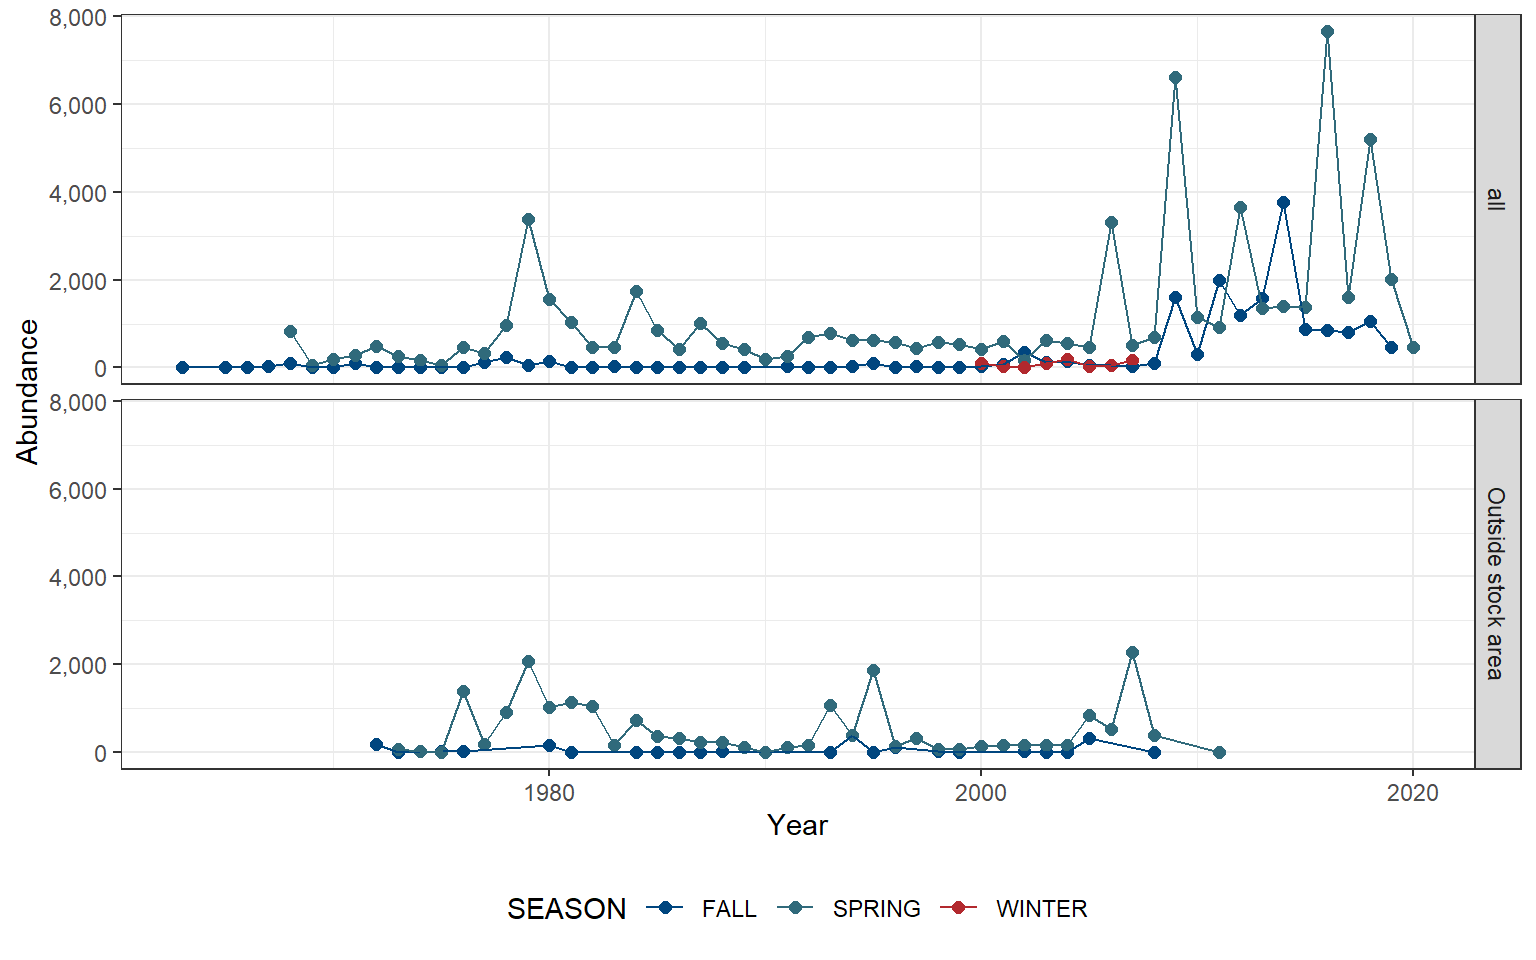 8,000
6,000
4,000
2,000
0
all
8,000
6,000
4,000
2,000
0
Outside stock area
Abundance
1980
2000
2020
Year
SEASON FALL SPRING WINTER